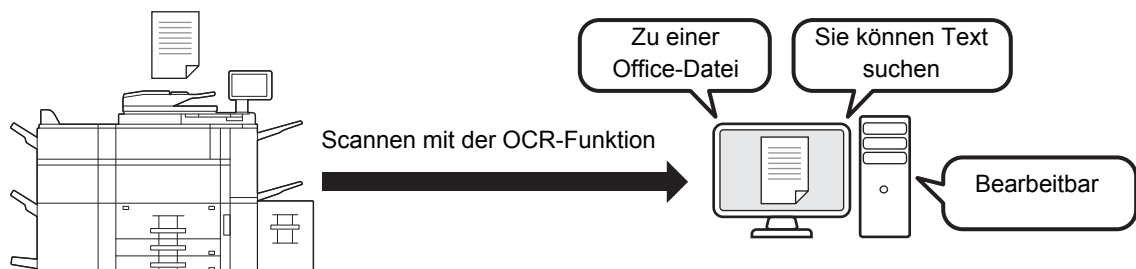 Zu einer
Office-Datei
Sie können Text
suchen
Scannen mit der OCR-Funktion
Bearbeitbar